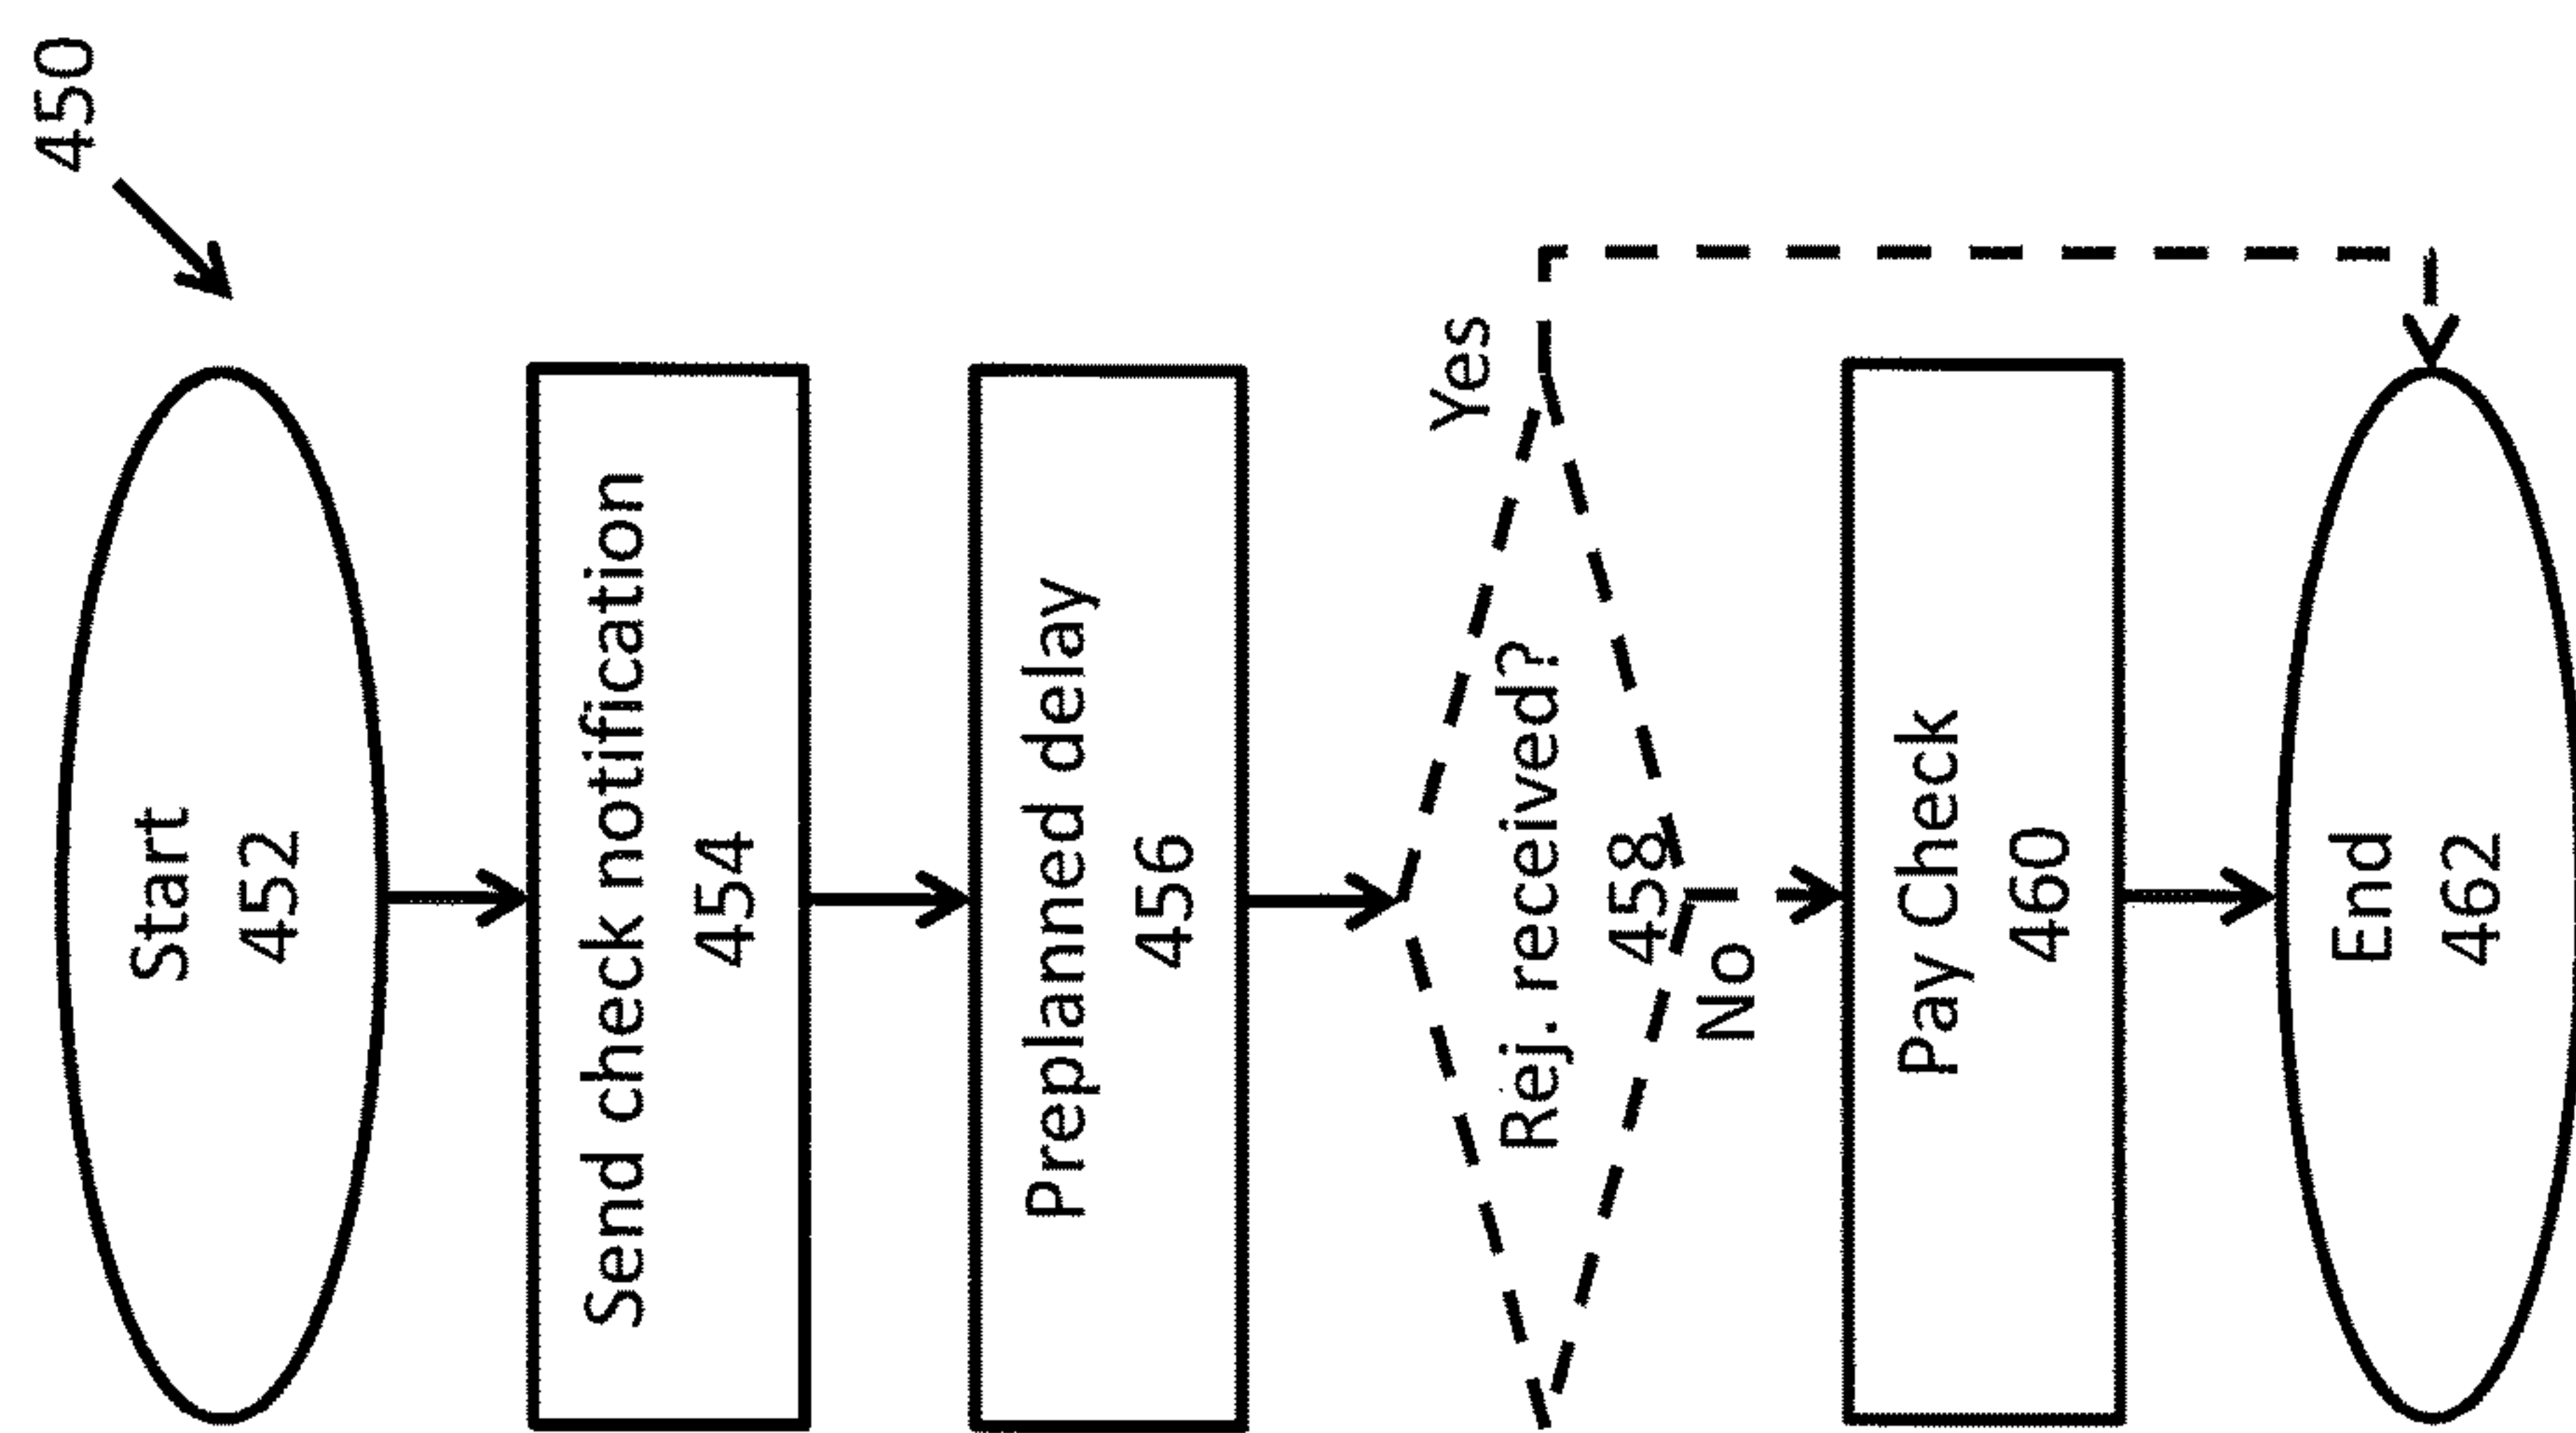 450
Start
452
Send check notification
454
Preplanned delay
456
Yes
Rej. received?
458
No
Pay Check
460
End
462